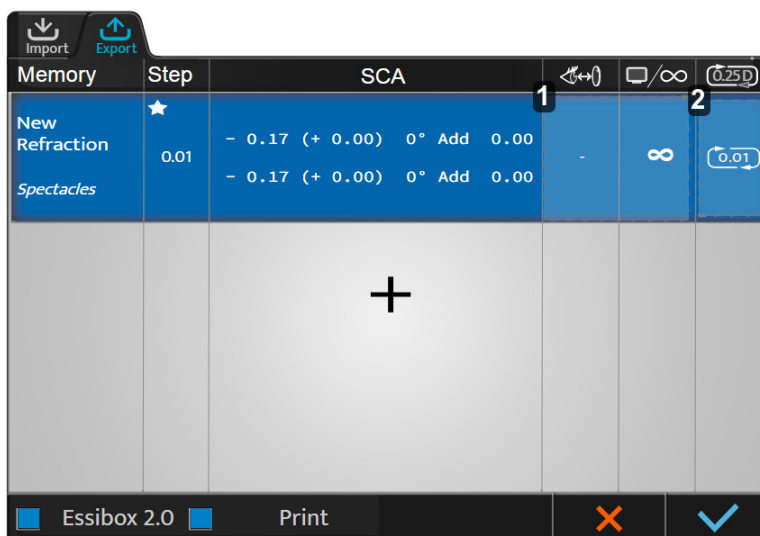 Import Export
Memory Step SCA /∞ 0.25D
1 2
New
Refraction
Spectacles
0.01
- 0.17 (+ 0.00) 0° Add 0.00
- 0.17 (+ 0.00) 0° Add 0.00
- ∞ 0.01
Essibox 2.0 Print